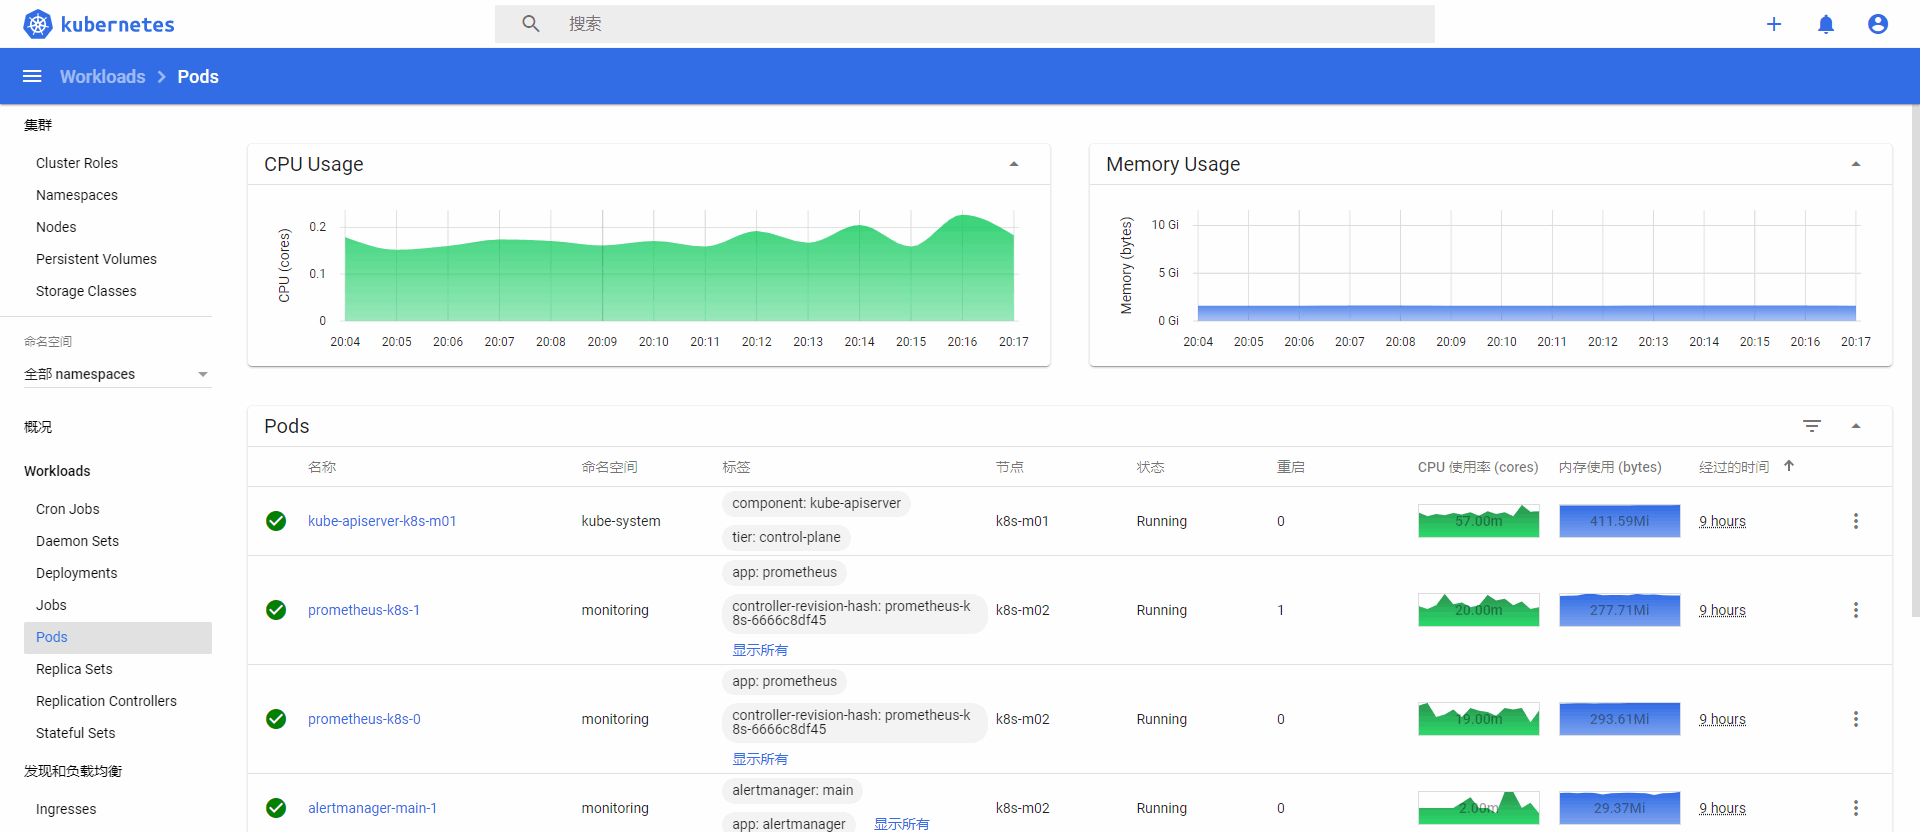 kubernetes
搜索
Workloads
Pods
集群
Cluster Roles
Namespaces
Nodes
Persistent Volumes
Storage Classes
命名空间
全部 namespaces
概况
Workloads
Cron Jobs
Daemon Sets
Deployments
Jobs
Pods
Replica Sets
Replication Controllers
Stateful Sets
发现和负载均衡
Ingresses
CPU Usage
CPU (cores)
0.2
0.1
0
20:04 20:05 20:06 20:07 20:08 20:09 20:10 20:11 20:12 20:13 20:14 20:15 20:16 20:17
Memory Usage
Memory (bytes)
10 Gi
5 Gi
0 Gi
20:04 20:05 20:06 20:07 20:08 20:09 20:10 20:11 20:12 20:13 20:14 20:15 20:16 20:17
Pods
名称 命名空间 标签 节点 状态 重启 CPU 使用率 (cores) 内存使用 (bytes) 经过的时间
kube-apiserver-k8s-m01 kube-system
component: kube-apiserver
tier: control-plane
k8s-m01 Running 0 57.00m 411.59Mi 9 hours
prometheus-k8s-1 monitoring
app: prometheus
controller-revision-hash: prometheus-k
8s-6666c8df45
显示所有
k8s-m02 Running 1 20.00m 277.71Mi 9 hours
prometheus-k8s-0 monitoring
app: prometheus
controller-revision-hash: prometheus-k
8s-6666c8df45
显示所有
k8s-m02 Running 0 19.00m 293.61Mi 9 hours
alertmanager-main-1 monitoring
alertmanager: main
app: alertmanager 显示所有
k8s-m02 Running 0 2.00m 29.37Mi 9 hours